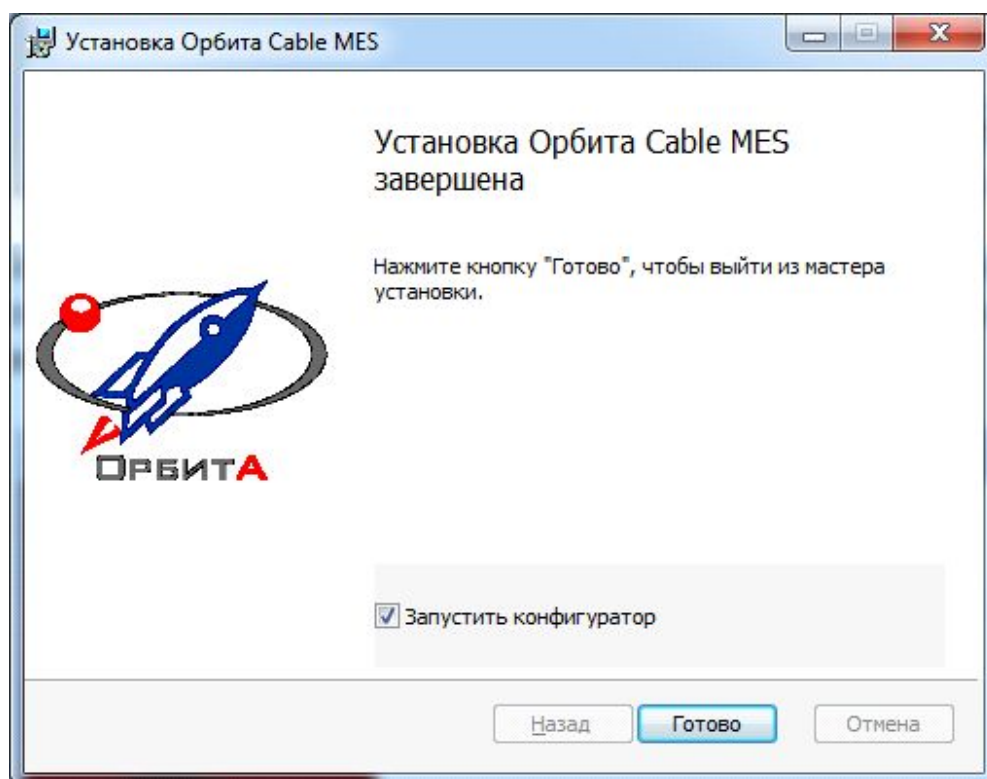 Установка Орбита Cable MES
Установка Орбита Cable MES
завершена
Нажмите кнопку "Готово", чтобы выйти из мастера
установки.
ОРБИТА
Запустить конфигуратор
Назад
Готово
Отмена